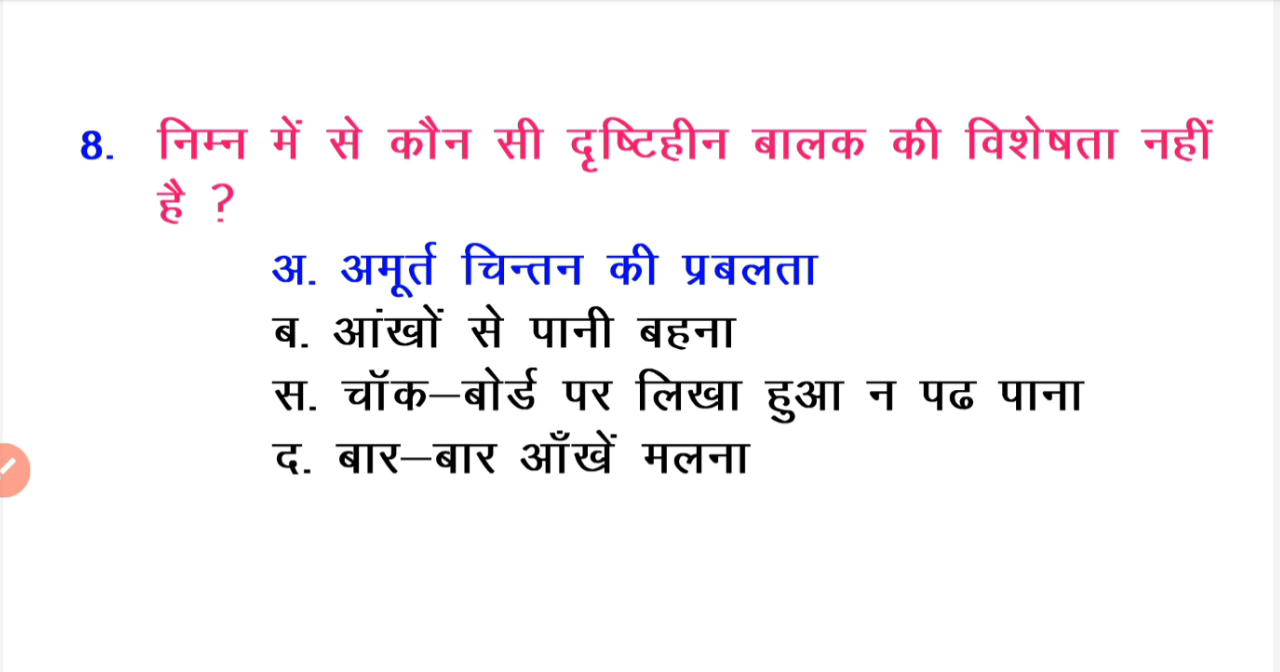 8. निम्न में से कौन सी दृष्टिहीन बालक की विशेषता नहीं
है ?
अ. अमूर्त चिन्तन की प्रबलता
ब. आंखों से पानी बहना
स. चॉक–बोर्ड पर लिखा हुआ न पढ पाना
द. बार–बार आँखें मलना